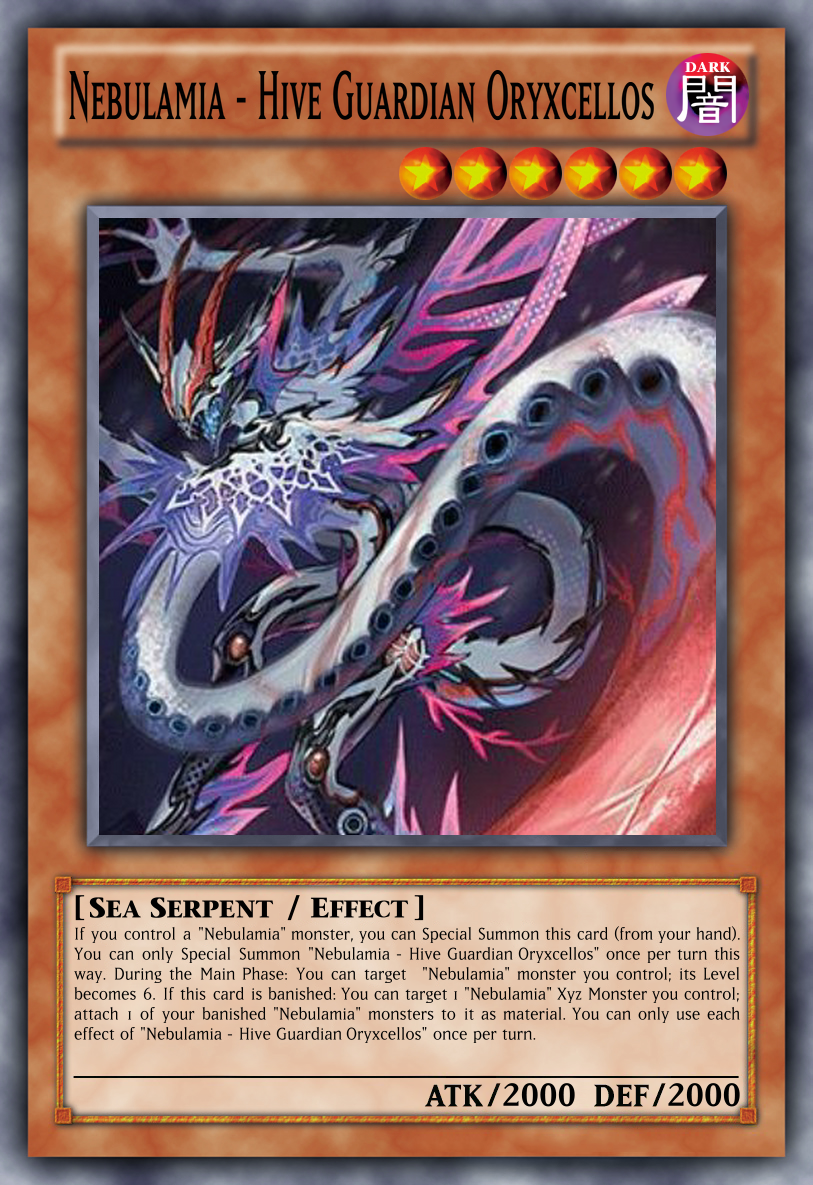 Nebulamia - Hive Guardian Oryxcellos
DARK
闇
[ Sea Serpent / Effect ]
If you control a "Nebulamia" monster, you can Special Summon this card (from your hand).
You can only Special Summon "Nebulamia - Hive Guardian Oryxcellos" once per turn this
way. During the Main Phase: You can target "Nebulamia" monster you control; its Level
becomes 6. If this card is banished: You can target 1 "Nebulamia" Xyz Monster you control;
attach 1 of your banished "Nebulamia" monsters to it as material. You can only use each
effect of "Nebulamia - Hive Guardian Oryxcellos" once per turn.
ATK/2000 DEF/2000